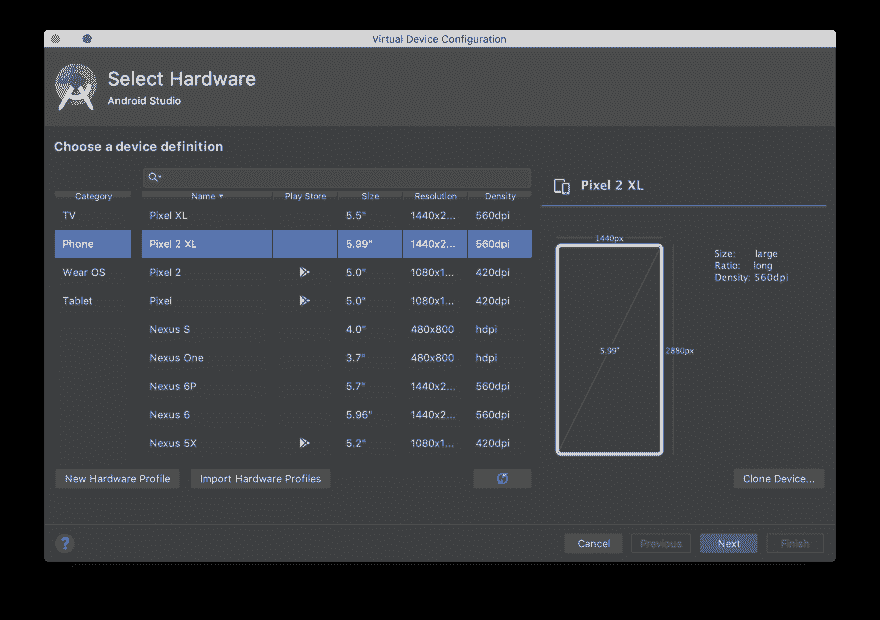 Virtual Device Configuration
Select Hardware
Android Studio
Choose a device definition
Category Name Play Store Size Resolution Density
TV Pixel XL 5.5" 1440x2... 560dpi
Phone Pixel 2 XL 5.99" 1440x2... 560dpi
Wear OS Pixel 2 5.0" 1080x1... 420dpi
Tablet Pixel 5.0" 1080x1... 420dpi
Nexus S 4.0" 480x800 hdpi
Nexus One 3.7" 480x800 hdpi
Nexus 6P 5.7" 1440x2... 560dpi
Nexus 6 5.96" 1440x2... 560dpi
Nexus 5X 5.2" 1080x1... 420dpi
New Hardware Profile Import Hardware Profiles
Pixel 2 XL
1440px
5.99"
2880px
Size: large
Ratio: long
Density: 560dpi
Clone Device...
? Cancel Previous Next Finish